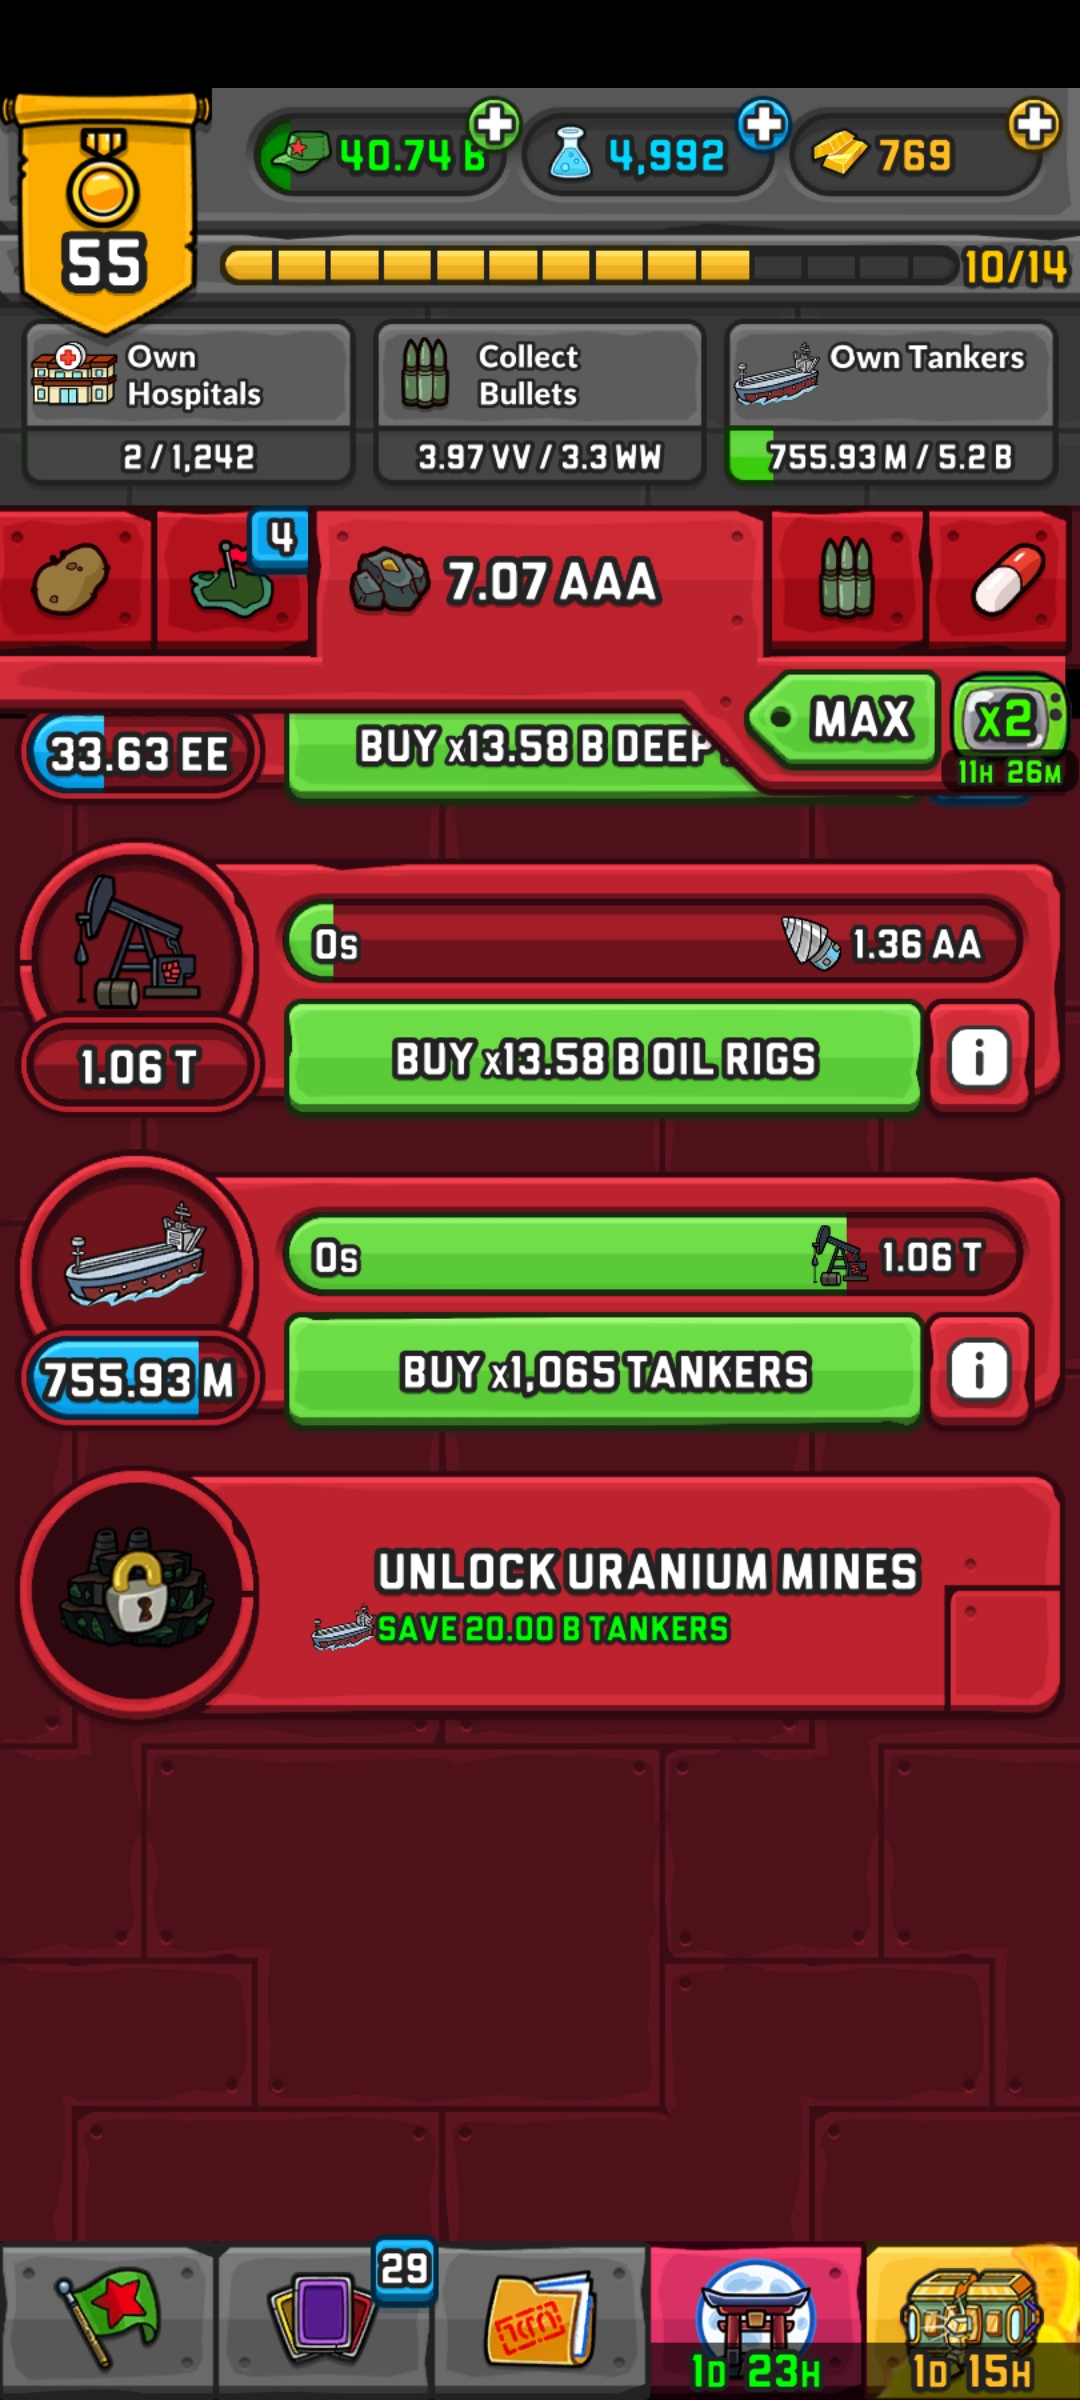 40.74 B
4,992
769
55
10/14
Own
Hospitals
2 / 1,242
Collect
Bullets
3.97 VV / 3.3 WW
Own Tankers
755.93 M / 5.2 B
4
7.07 AAA
MAX
x2
11H 26M
33.63 EE
BUY x13.58 B DEEP
0s
1.36 AA
1.06 T
BUY x13.58 B OIL RIGS
i
0s
1.06 T
755.93 M
BUY x1,065 TANKERS
i
UNLOCK URANIUM MINES
SAVE 20.00 B TANKERS
29
1D 23H
1D 15H